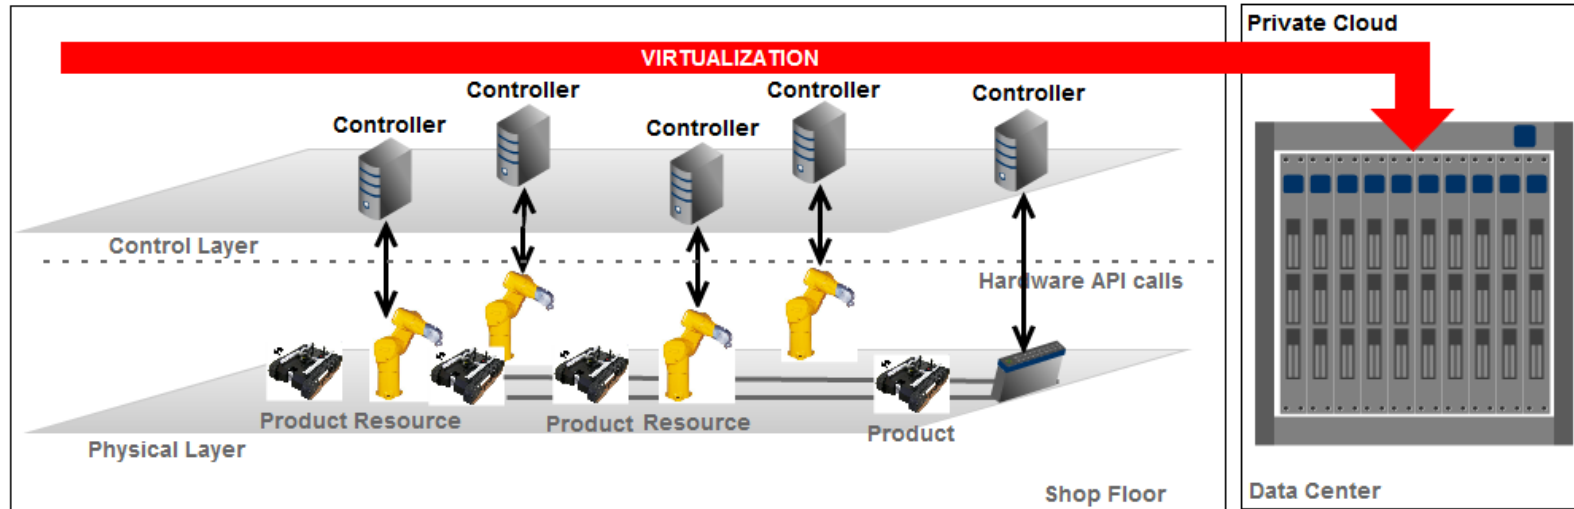 Private Cloud
VIRTUALIZATION
Controller
Controller
Controller
Controller
Controller
Control Layer
Hardware API calls
Product Resource
Product Resource
Product
Physical Layer
Shop Floor
Data Center